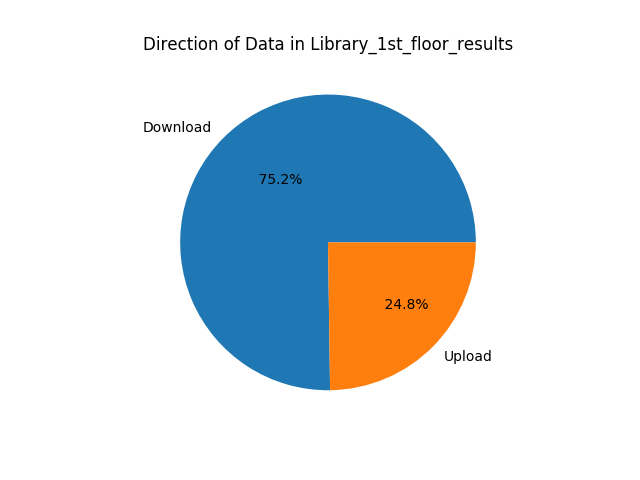 Direction of Data in Library_1st_floor_results
Download
75.2%
24.8%
Upload